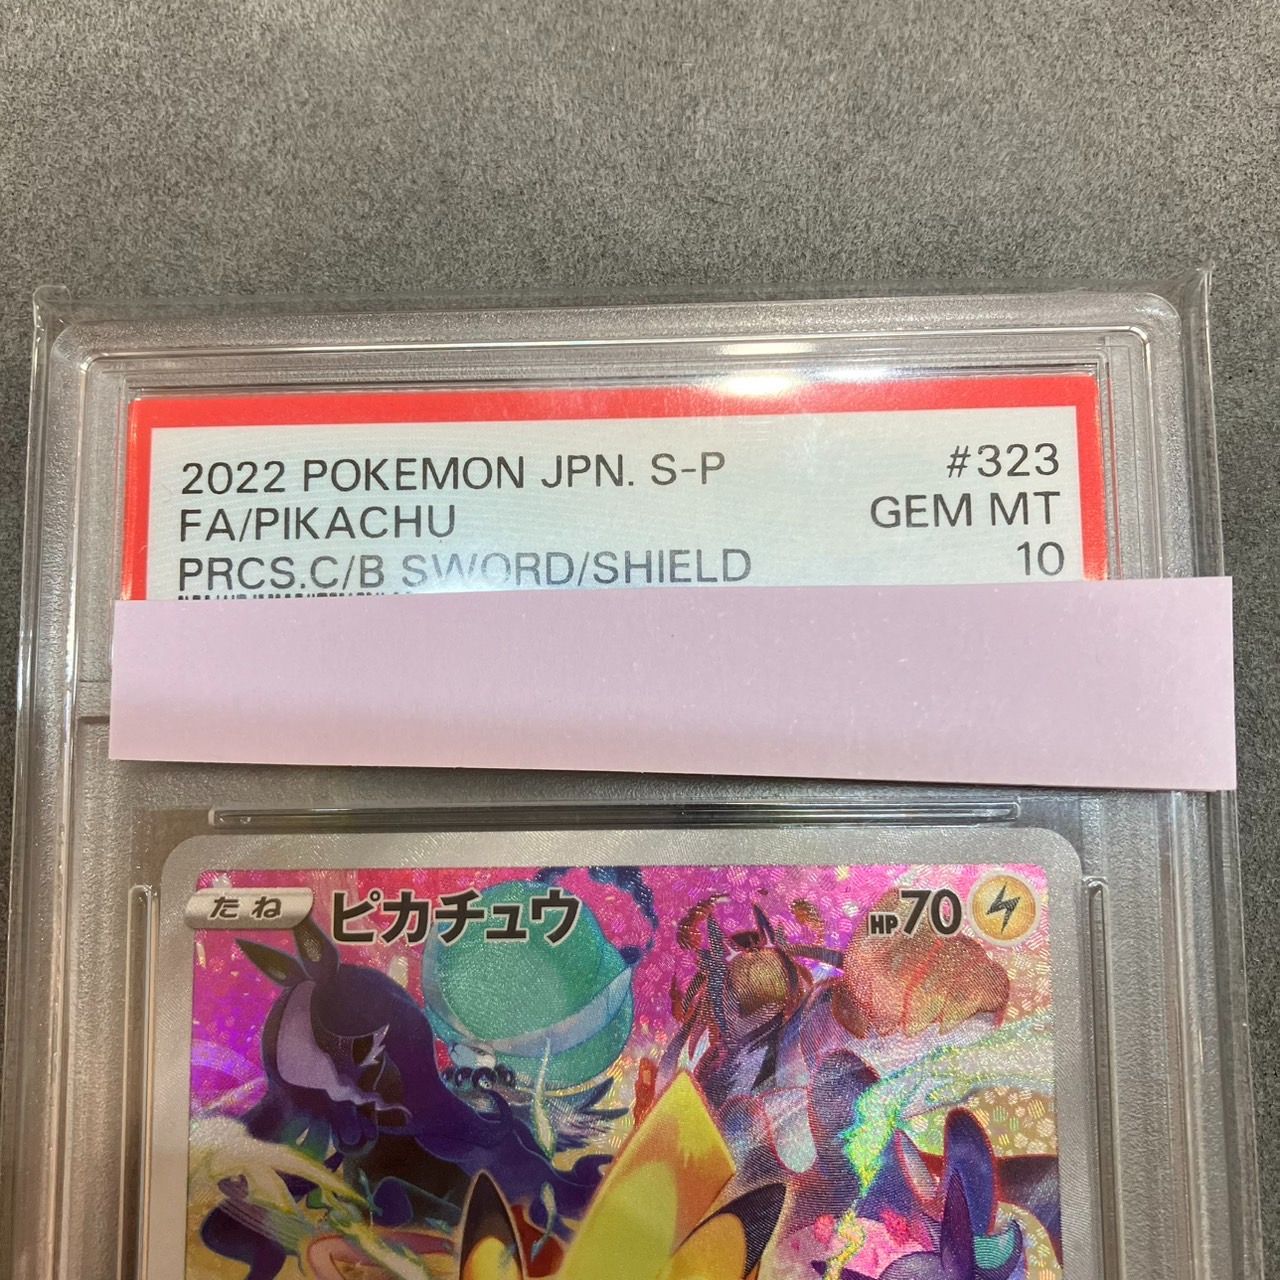 2022 POKEMON JPN. S-P #323
FA/PIKACHU GEM MT
PRCS.C/B SWORD/SHIELD 10
たね ピカチュウ HP70